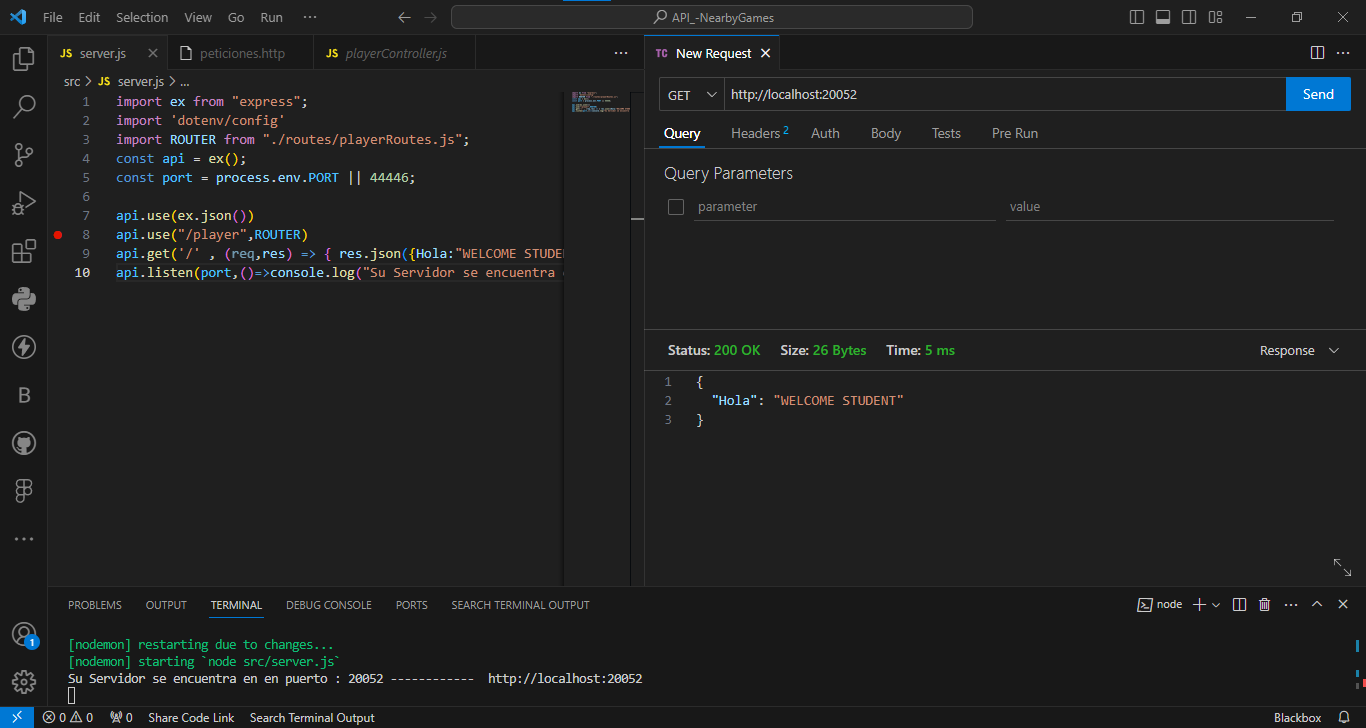 File Edit Selection View Go Run ···
API_-NearbyGames
JS server.js
peticiones.http
JS playerController.js
TC New Request
src > JS server.js > ...
1 import ex from "express";
2 import 'dotenv/config'
3 import ROUTER from "./routes/playerRoutes.js";
4 const api = ex();
5 const port = process.env.PORT || 44446;
6
7 api.use(ex.json())
8 api.use("/player",ROUTER)
9 api.get('/' , (req,res) => { res.json({Hola:"WELCOME STUDE
10 api.listen(port,()=>console.log("Su Servidor se encuentra
GET http://localhost:20052 Send
Query Headers 2 Auth Body Tests Pre Run
Query Parameters
parameter value
Status: 200 OK Size: 26 Bytes Time: 5 ms Response
1 {
2 "Hola": "WELCOME STUDENT"
3 }
PROBLEMS OUTPUT TERMINAL DEBUG CONSOLE PORTS SEARCH TERMINAL OUTPUT
node
[nodemon] restarting due to changes...
[nodemon] starting `node src/server.js`
Su Servidor se encuentra en en puerto : 20052 ------------ http://localhost:20052
B
1
0 0 0 Share Code Link Search Terminal Output Blackbox